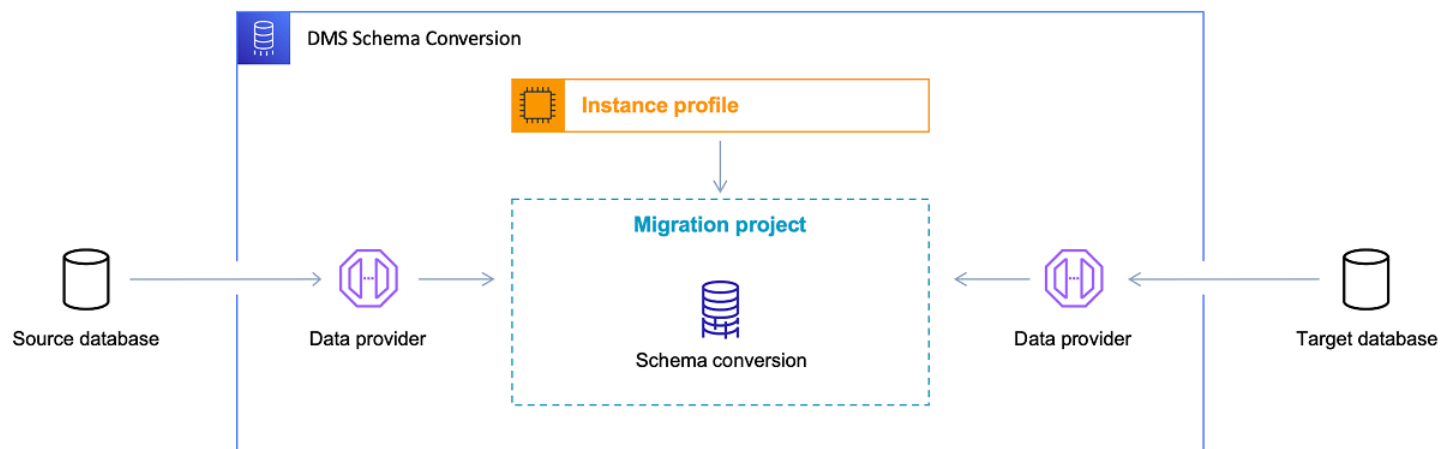 DMS Schema Conversion
Instance profile
Migration project
Schema conversion
Source database
Data provider
Data provider
Target database